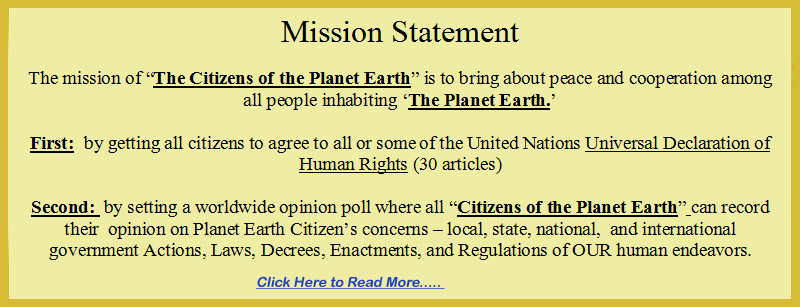 Mission Statement
The mission of “The Citizens of the Planet Earth” is to bring about peace and cooperation among
all people inhabiting ‘The Planet Earth.’
First:  by getting all citizens to agree to all or some of the United Nations Universal Declaration of
Human Rights (30 articles)
Second:  by setting a worldwide opinion poll where all “Citizens of the Planet Earth” can record
their  opinion on Planet Earth Citizen’s concerns – local, state, national,  and international
government Actions, Laws, Decrees, Enactments, and Regulations of OUR human endeavors.
Click Here to Read More.....